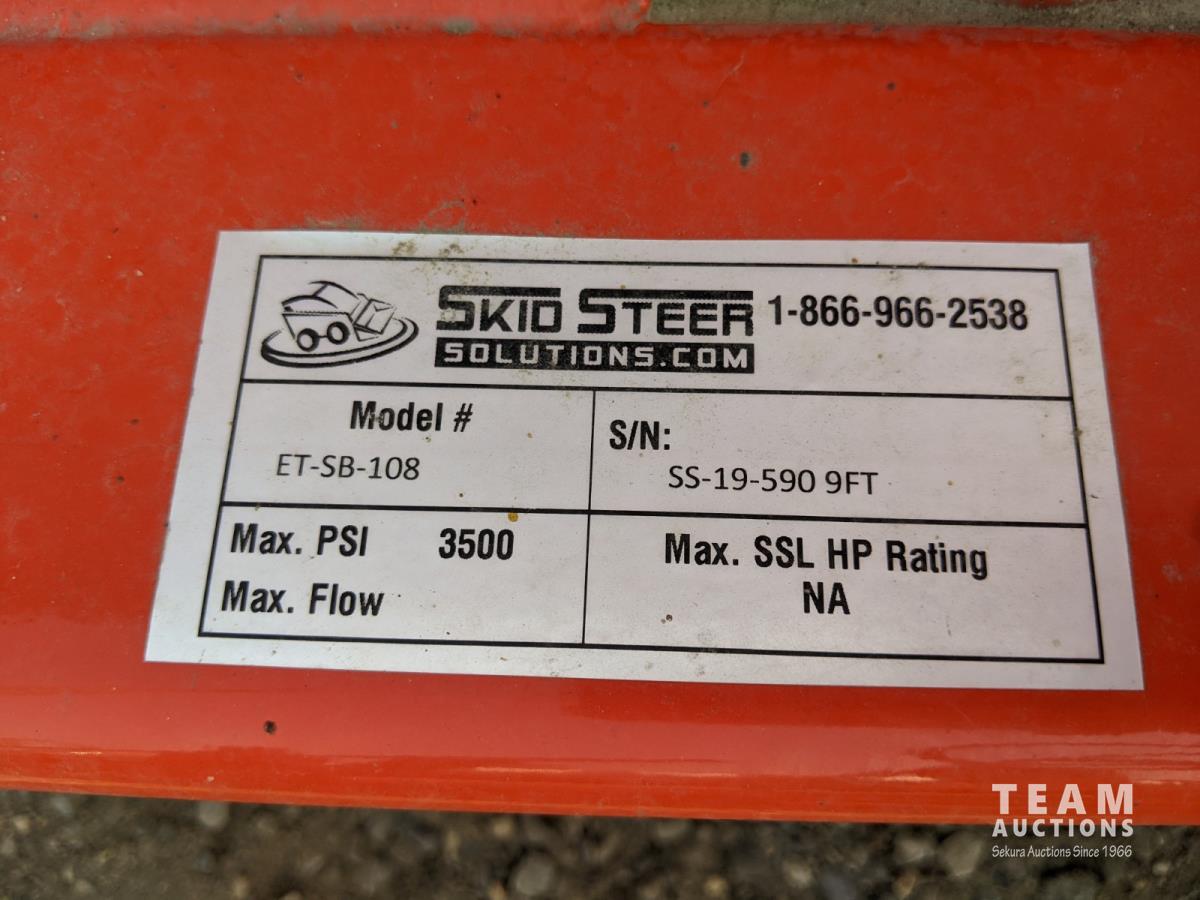 SKID STEER 1-866-966-2538
SOLUTIONS.COM
Model #
ET-SB-108
S/N:
SS-19-590 9FT
Max. PSI 3500
Max. Flow
Max. SSL HP Rating
NA
TEAM
AUCTIONS
Sekura Auctions Since 1966